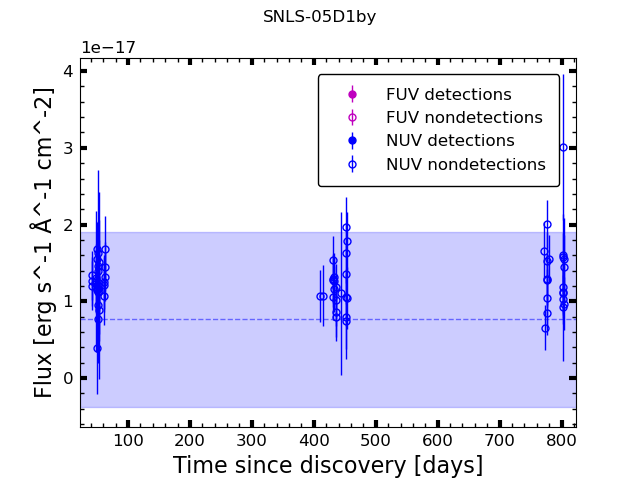 SNLS-05D1by
1e−17
FUV detections
FUV nondetections
NUV detections
NUV nondetections
4
3
2
1
0
Flux [erg s^-1 Å^-1 cm^-2]
100 200 300 400 500 600 700 800
Time since discovery [days]